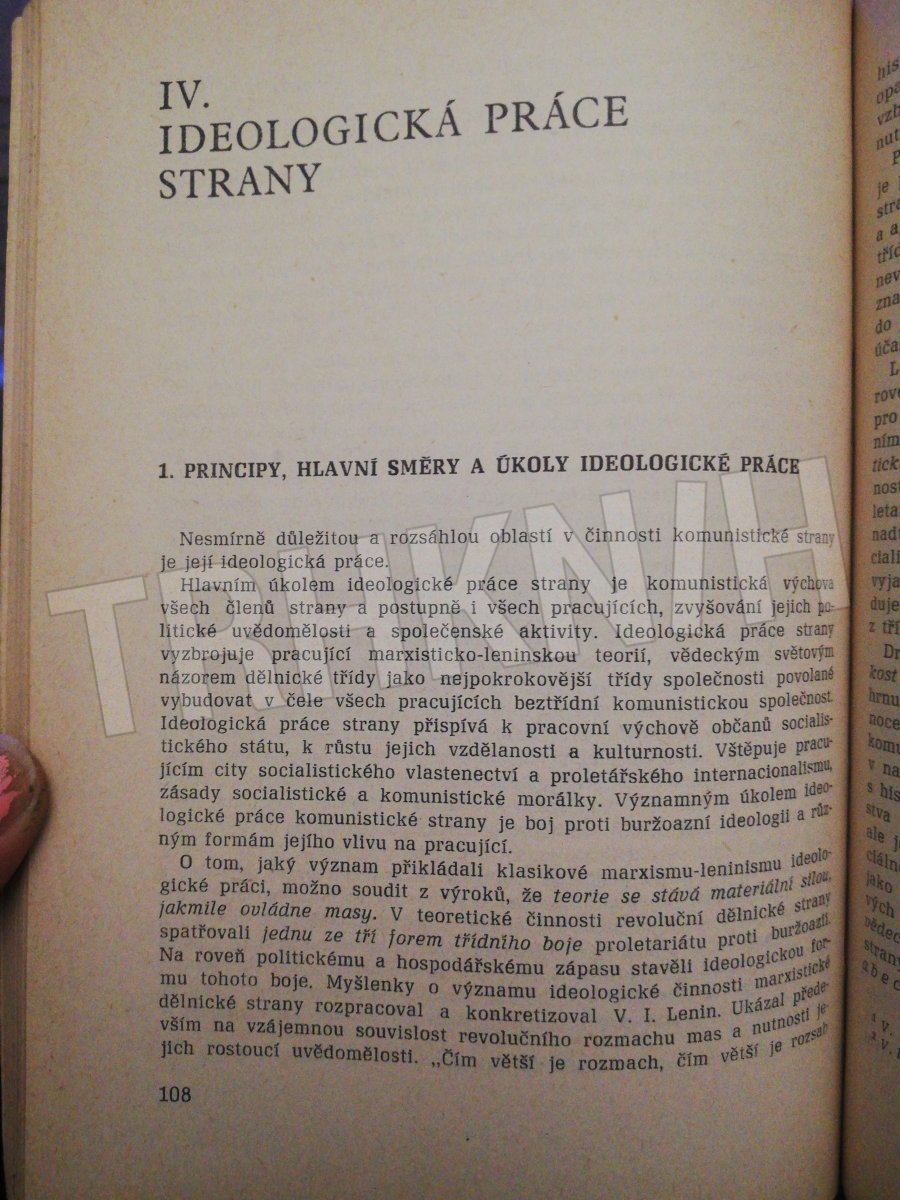 IV.
IDEOLOGICKÁ PRÁCE
STRANY
1. PRINCIPY, HLAVNÍ SMĚRY A ÚKOLY IDEOLOGICKÉ PRÁCE
Nesmírně důležitou a rozsáhlou oblastí v činnosti komunistické strany
je její ideologická práce.
Hlavním úkolem ideologické práce strany je komunistická výchova
všech členů strany a postupně i všech pracujících, zvyšování jejich po-
litické uvědomělosti a společenské aktivity. Ideologická práce strany
vyzbrojuje pracující marxisticko-leninskou teorií, vědeckým světovým
názorem dělnické třídy jako nejpokrokovější třídy společnosti povolané
vybudovat v čele všech pracujících beztřídní komunistickou společnost.
Ideologická práce strany přispívá k pracovní výchově občanů socialis-
tického státu, k růstu jejich vzdělanosti a kulturnosti. Vštěpuje pracu-
jícím city socialistického vlastenectví a proletářského internacionalismu,
zásady socialistické a komunistické morálky. Významným úkolem ideo-
logické práce komunistické strany je boj proti buržoazní ideologii a růz-
ným formám jejího vlivu na pracující.
O tom, jaký význam přikládali klasikové marxismu-leninismu ideolo-
gické práci, možno soudit z výroků, že teorie se stává materiální silou,
jakmile ovládne masy. V teoretické činnosti revoluční dělnické strany
spatřovali jednu ze tří forem třídního boje proletariátu proti buržoazii.
Na roveň politickému a hospodářskému zápasu stavěli ideologickou for-
mu tohoto boje. Myšlenky o významu ideologické činnosti marxistické
dělnické strany rozpracoval a konkretizoval V. I. Lenin. Ukázal přede-
vším na vzájemnou souvislost revolučního rozmachu mas a nutnosti je-
jich rostoucí uvědomělosti. „Čím větší je rozmach, čím větší je rozsah
108
TRHKNIH